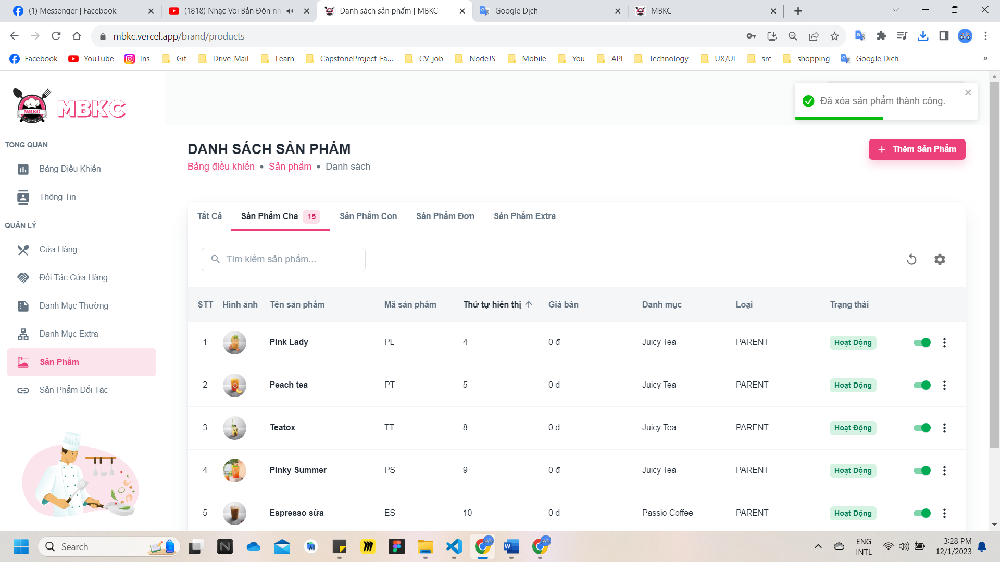 (1) Messenger | Facebook
(1818) Nhạc Voi Bản Đôn nh
Danh sách sản phẩm | MBKC
Google Dịch
MBKC
mbkc.vercel.app/brand/products
Facebook
YouTube
Ins
Git
Drive-Mail
Learn
CapstoneProject-Fa...
CV_job
NodeJS
Mobile
You
API
Technology
UX/UI
src
shopping
Google Dịch
»
MBKC
MBKC
Đã xóa sản phẩm thành công.
TỔNG QUAN
Bảng Điều Khiển
Thông Tin
QUẢN LÝ
Cửa Hàng
Đối Tác Cửa Hàng
Danh Mục Thường
Danh Mục Extra
Sản Phẩm
Sản Phẩm Đối Tác
DANH SÁCH SẢN PHẨM
Bảng điều khiển • Sản phẩm • Danh sách
Thêm Sản Phẩm
Tất Cả
Sản Phẩm Cha 15
Sản Phẩm Con
Sản Phẩm Đơn
Sản Phẩm Extra
Tìm kiếm sản phẩm...
STT Hình ảnh Tên sản phẩm Mã sản phẩm Thứ tự hiển thị Giá bán Danh mục Loại Trạng thái
1 Pink Lady PL 4 0 đ Juicy Tea PARENT Hoạt Động
2 Peach tea PT 5 0 đ Juicy Tea PARENT Hoạt Động
3 Teatox TT 8 0 đ Juicy Tea PARENT Hoạt Động
4 Pinky Summer PS 9 0 đ Juicy Tea PARENT Hoạt Động
5 Espresso sữa ES 10 0 đ Passio Coffee PARENT Hoạt Động
Search
ENG
INTL
3:28 PM
12/1/2023